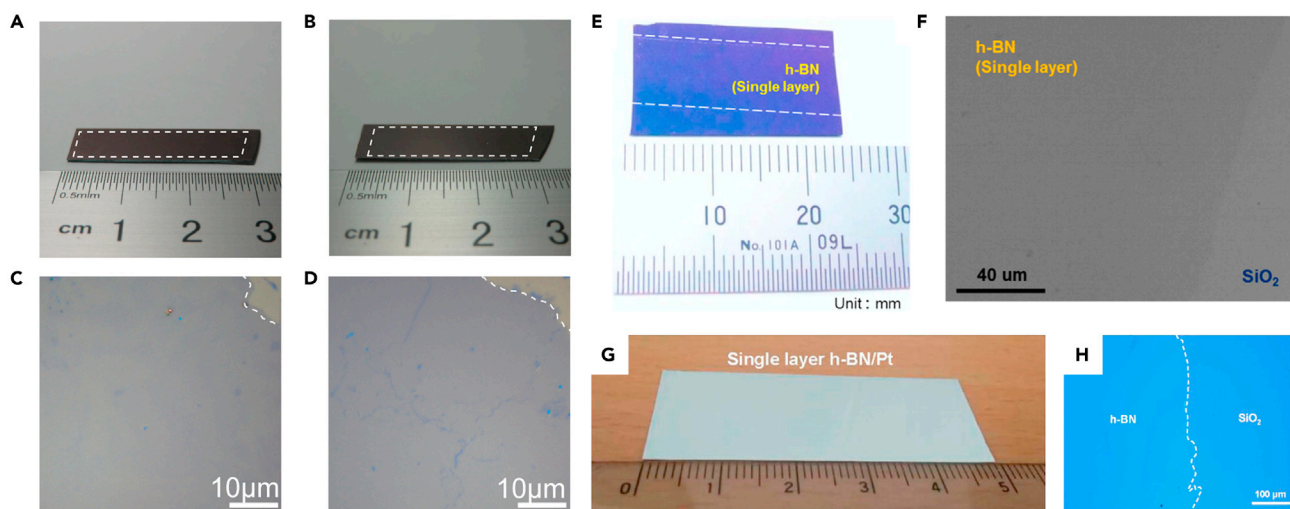 A
B
E
F
h-BN
(Single layer)
h-BN
(Single layer)
0.5m/m
cm 1 2 3
0.5m/m
cm 1 2 3
10 20 30
No. 101A 09L
Unit : mm
40 um
SiO2
C
D
10μm
10μm
G
Single layer h-BN/Pt
0 1 2 3 4 5
H
h-BN
SiO2
100 μm